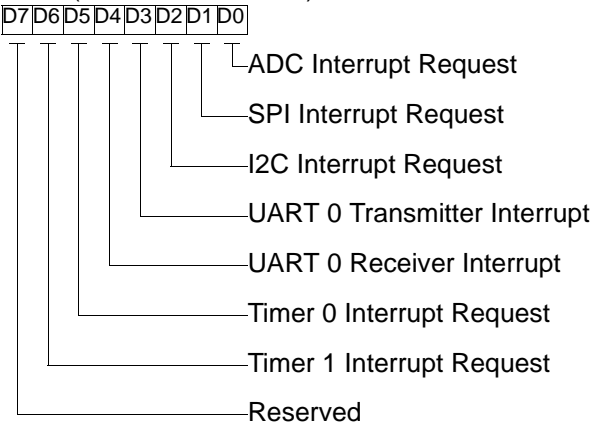 D7 D6 D5 D4 D3 D2 D1 D0
ADC Interrupt Request
SPI Interrupt Request
I2C Interrupt Request
UART 0 Transmitter Interrupt
UART 0 Receiver Interrupt
Timer 0 Interrupt Request
Timer 1 Interrupt Request
Reserved